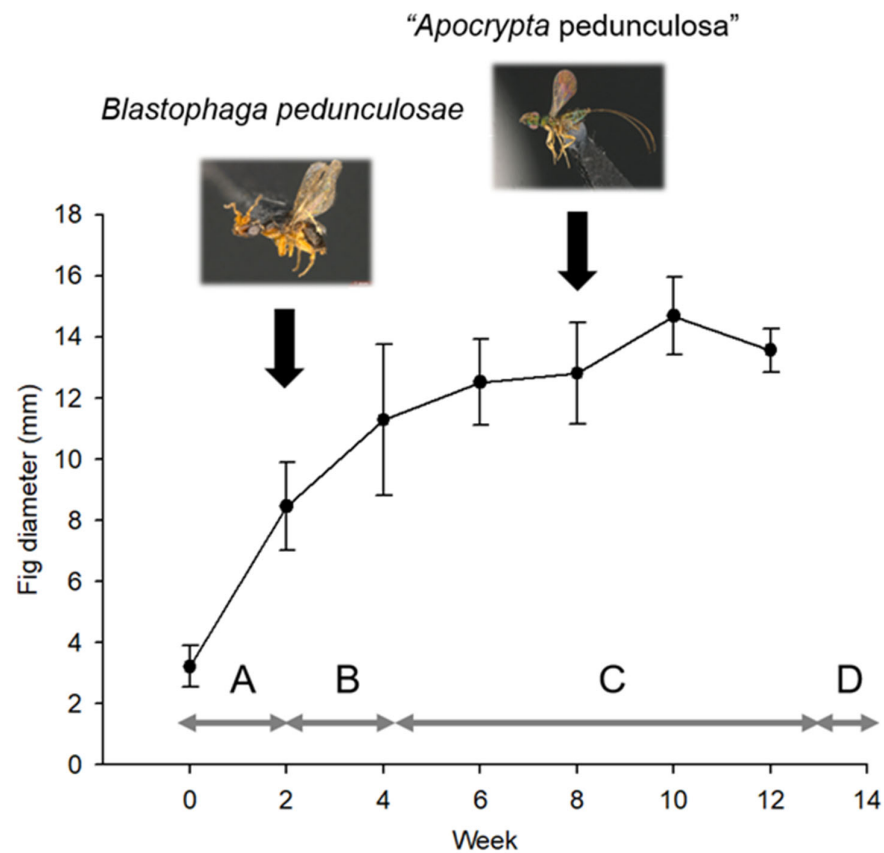 “Apocrypta pedunculosa”
Blastophaga pedunculosae
18
16
14
12
10
8
6
4
2
0
Fig diameter (mm)
A B C D
0 2 4 6 8 10 12 14
Week